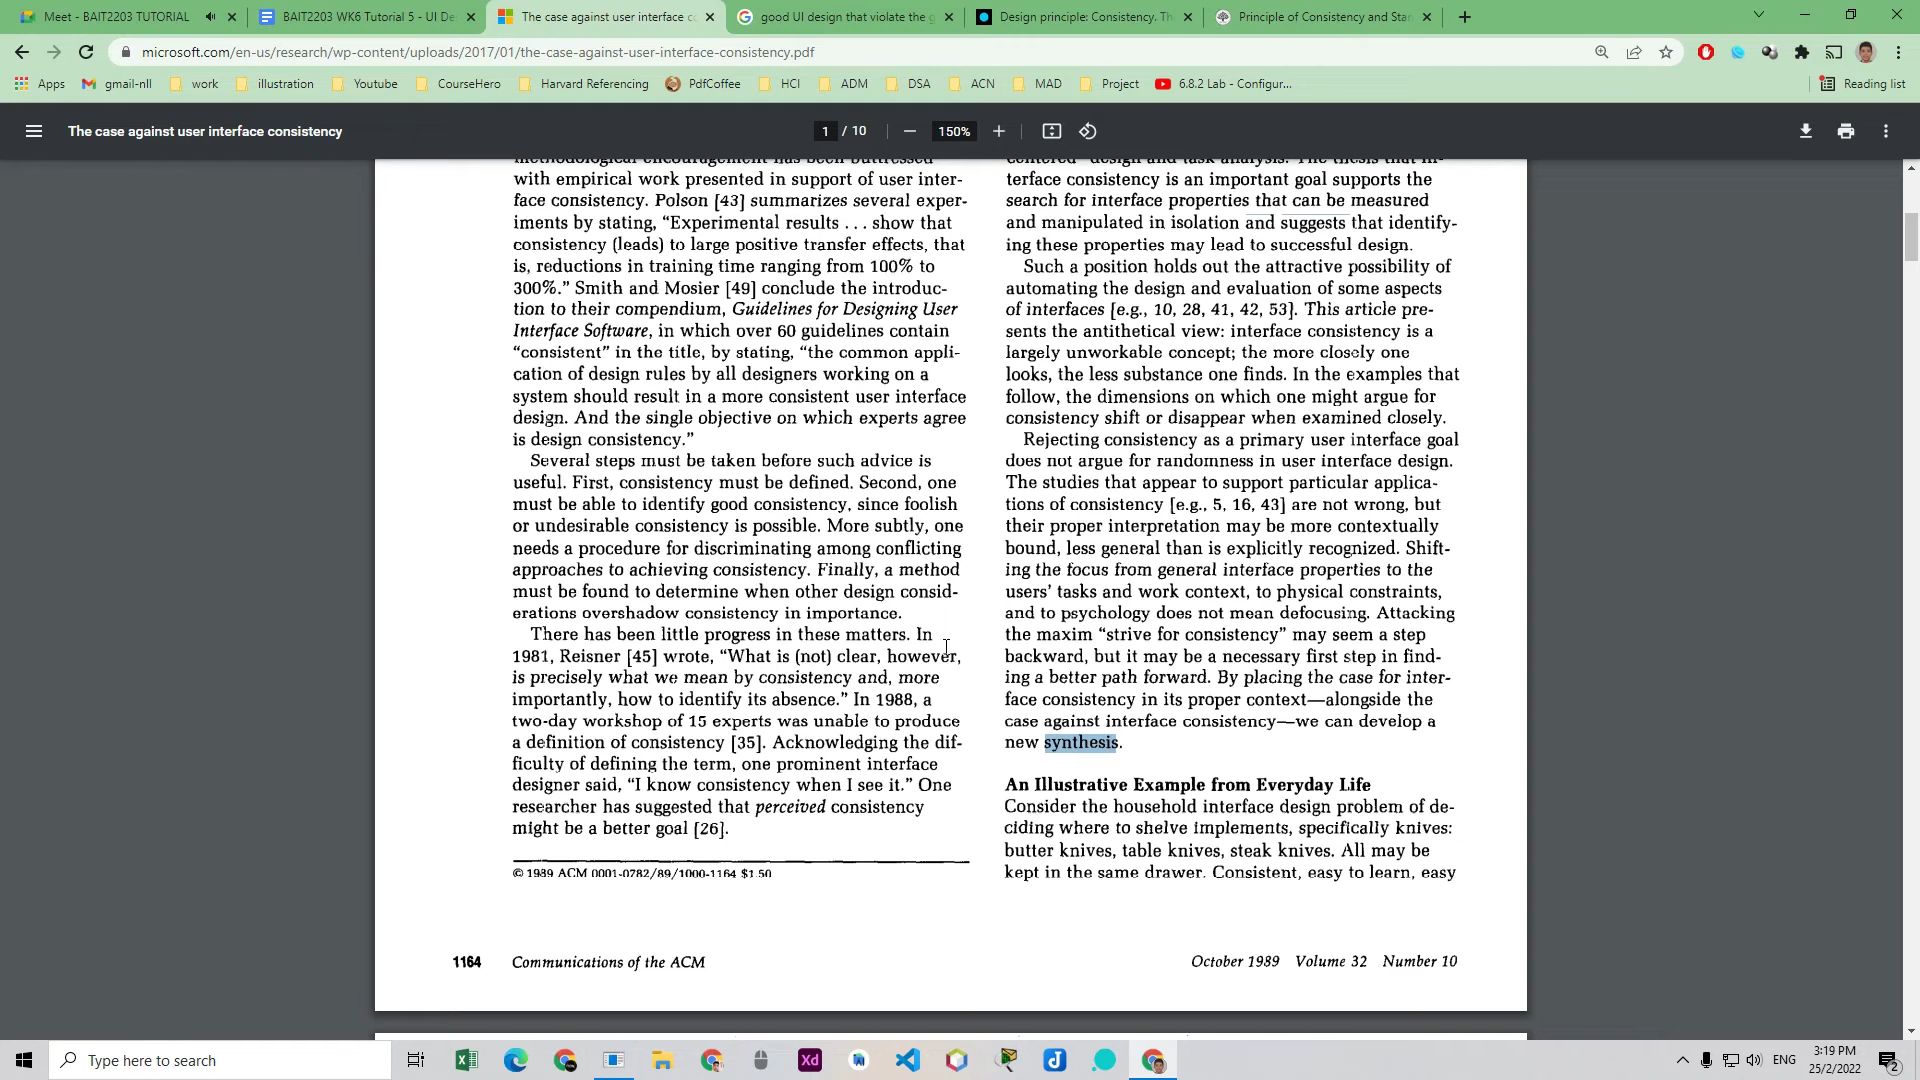 Meet - BAIT2203 TUTORIAL
BAIT2203 WK6 Tutorial 5 - UI De
The case against user interface co
good UI design that violate the g
Design principle: Consistency. Th
Principle of Consistency and Sta
microsoft.com/en-us/research/wp-content/uploads/2017/01/the-case-against-user-interface-consistency.pdf
Apps gmail-nll work illustration Youtube CourseHero Harvard Referencing PdfCoffee HCI ADM DSA ACN MAD Project 6.8.2 Lab - Configur... Reading list
The case against user interface consistency
1 / 10
150%
methodological encouragement has been buttressed
with empirical work presented in support of user inter-
face consistency. Polson [43] summarizes several exper-
iments by stating, “Experimental results . . . show that
consistency (leads) to large positive transfer effects, that
is, reductions in training time ranging from 100% to
300%.” Smith and Mosier [49] conclude the introduc-
tion to their compendium, Guidelines for Designing User
Interface Software, in which over 60 guidelines contain
“consistent” in the title, by stating, “the common appli-
cation of design rules by all designers working on a
system should result in a more consistent user interface
design. And the single objective on which experts agree
is design consistency.”
Several steps must be taken before such advice is
useful. First, consistency must be defined. Second, one
must be able to identify good consistency, since foolish
or undesirable consistency is possible. More subtly, one
needs a procedure for discriminating among conflicting
approaches to achieving consistency. Finally, a method
must be found to determine when other design consid-
erations overshadow consistency in importance.
There has been little progress in these matters. In
1981, Reisner [45] wrote, “What is (not) clear, however,
is precisely what we mean by consistency and, more
importantly, how to identify its absence.” In 1988, a
two-day workshop of 15 experts was unable to produce
a definition of consistency [35]. Acknowledging the dif-
ficulty of defining the term, one prominent interface
designer said, “I know consistency when I see it.” One
researcher has suggested that perceived consistency
might be a better goal [26].
© 1989 ACM 0001-0782/89/1000-1164 $1.50
centered” design and task analysis. The thesis that in-
terface consistency is an important goal supports the
search for interface properties that can be measured
and manipulated in isolation and suggests that identify-
ing these properties may lead to successful design.
Such a position holds out the attractive possibility of
automating the design and evaluation of some aspects
of interfaces [e.g., 10, 28, 41, 42, 53]. This article pre-
sents the antithetical view: interface consistency is a
largely unworkable concept; the more closely one
looks, the less substance one finds. In the examples that
follow, the dimensions on which one might argue for
consistency shift or disappear when examined closely.
Rejecting consistency as a primary user interface goal
does not argue for randomness in user interface design.
The studies that appear to support particular applica-
tions of consistency [e.g., 5, 16, 43] are not wrong, but
their proper interpretation may be more contextually
bound, less general than is explicitly recognized. Shift-
ing the focus from general interface properties to the
users’ tasks and work context, to physical constraints,
and to psychology does not mean defocusing. Attacking
the maxim “strive for consistency” may seem a step
backward, but it may be a necessary first step in find-
ing a better path forward. By placing the case for inter-
face consistency in its proper context—alongside the
case against interface consistency—we can develop a
new synthesis.
An Illustrative Example from Everyday Life
Consider the household interface design problem of de-
ciding where to shelve implements, specifically knives:
butter knives, table knives, steak knives. All may be
kept in the same drawer. Consistent, easy to learn, easy
1164 Communications of the ACM
October 1989 Volume 32 Number 10
Type here to search
Xd
ENG
3:19 PM
25/2/2022
2